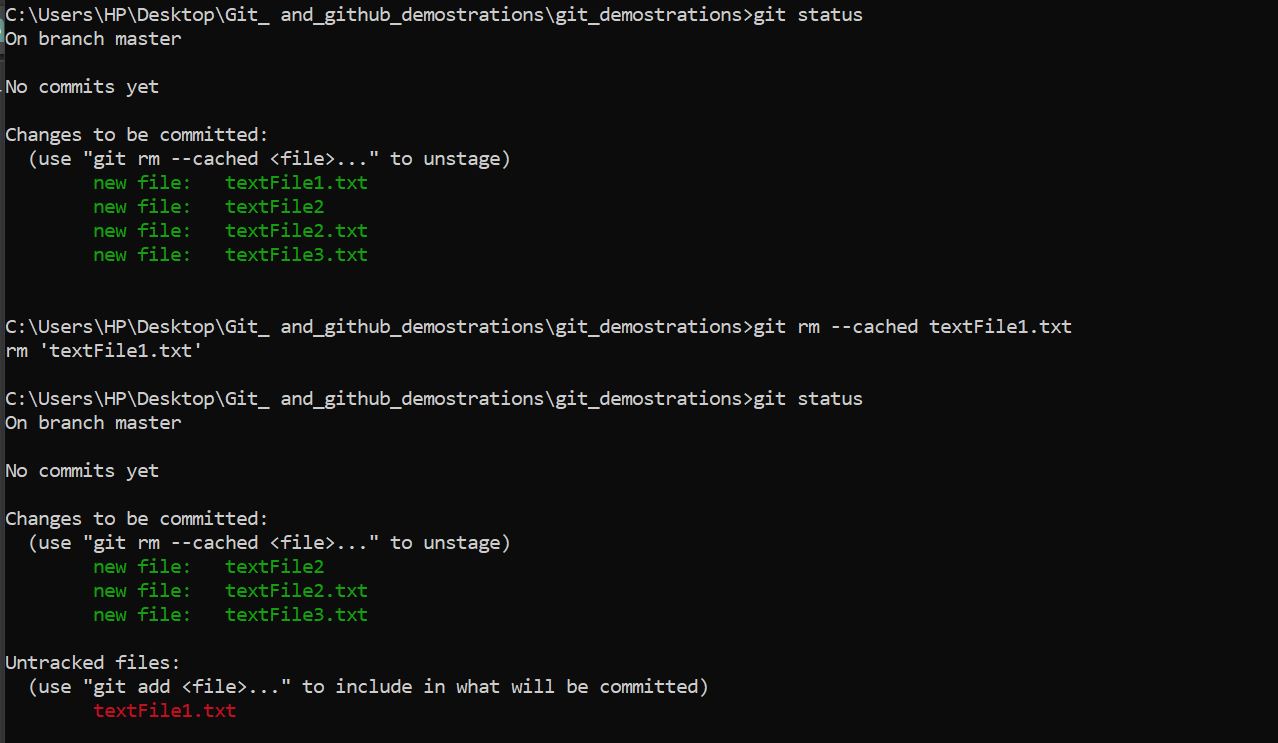 C:\Users\HP\Desktop\Git_ and_github_demostrations\git_demostrations>git status
On branch master
No commits yet
Changes to be committed:
  (use "git rm --cached <file>..." to unstage)
        new file:   textFile1.txt
        new file:   textFile2
        new file:   textFile2.txt
        new file:   textFile3.txt
C:\Users\HP\Desktop\Git_ and_github_demostrations\git_demostrations>git rm --cached textFile1.txt
rm 'textFile1.txt'
C:\Users\HP\Desktop\Git_ and_github_demostrations\git_demostrations>git status
On branch master
No commits yet
Changes to be committed:
  (use "git rm --cached <file>..." to unstage)
        new file:   textFile2
        new file:   textFile2.txt
        new file:   textFile3.txt
Untracked files:
  (use "git add <file>..." to include in what will be committed)
        textFile1.txt